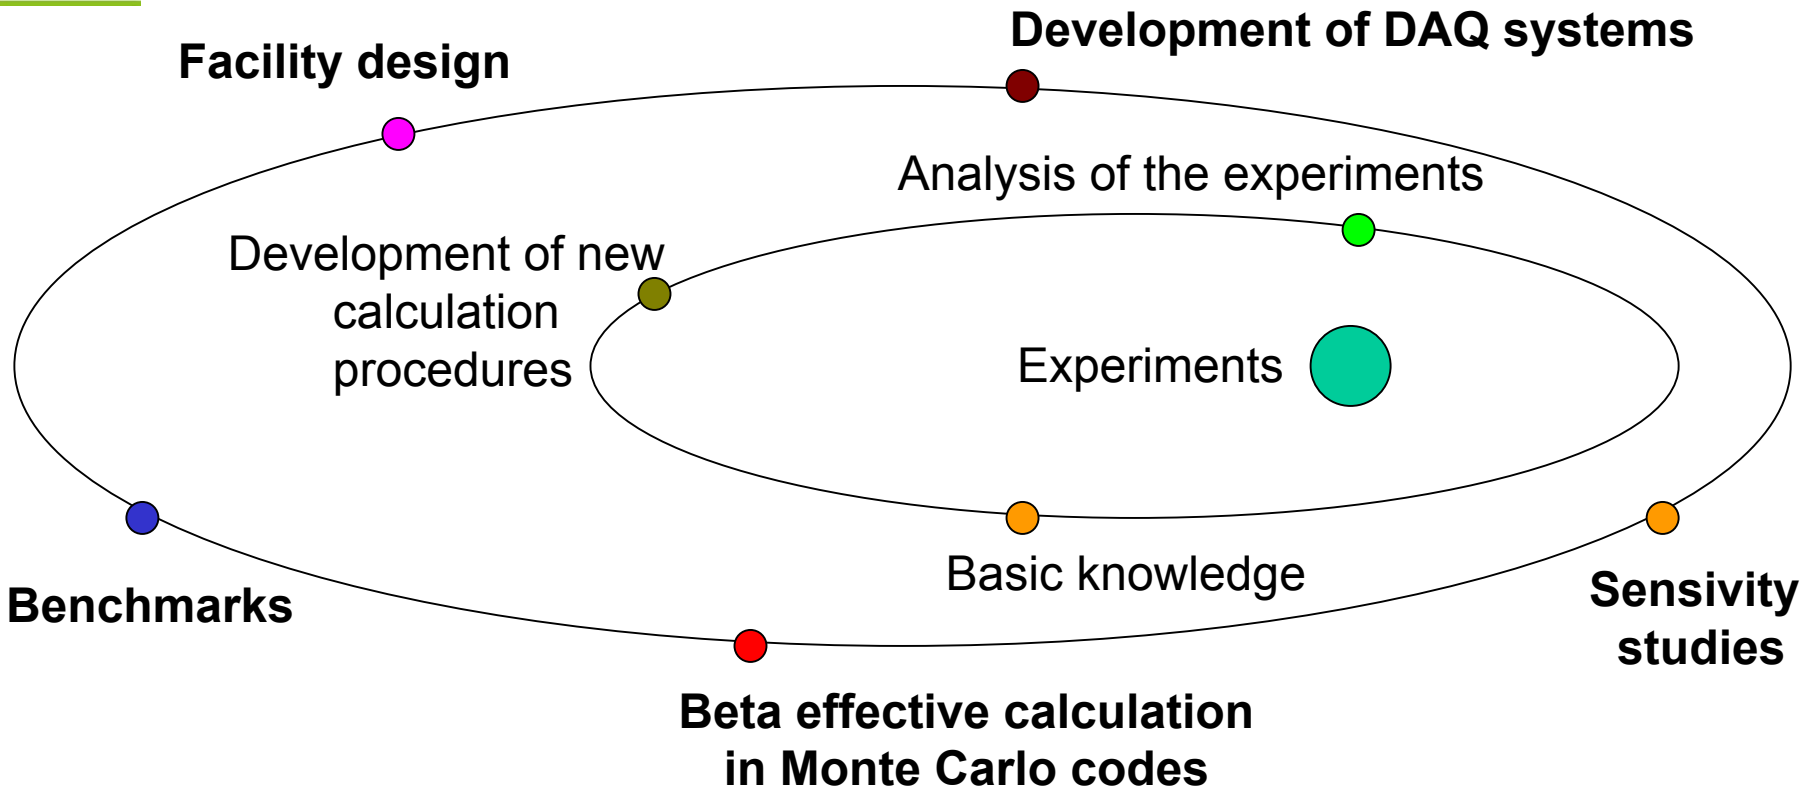 Development of DAQ systems
Facility design
Analysis of the experiments
Development of new
calculation
procedures
Experiments
Basic knowledge
Benchmarks
Sensivity
studies
Beta effective calculation
in Monte Carlo codes